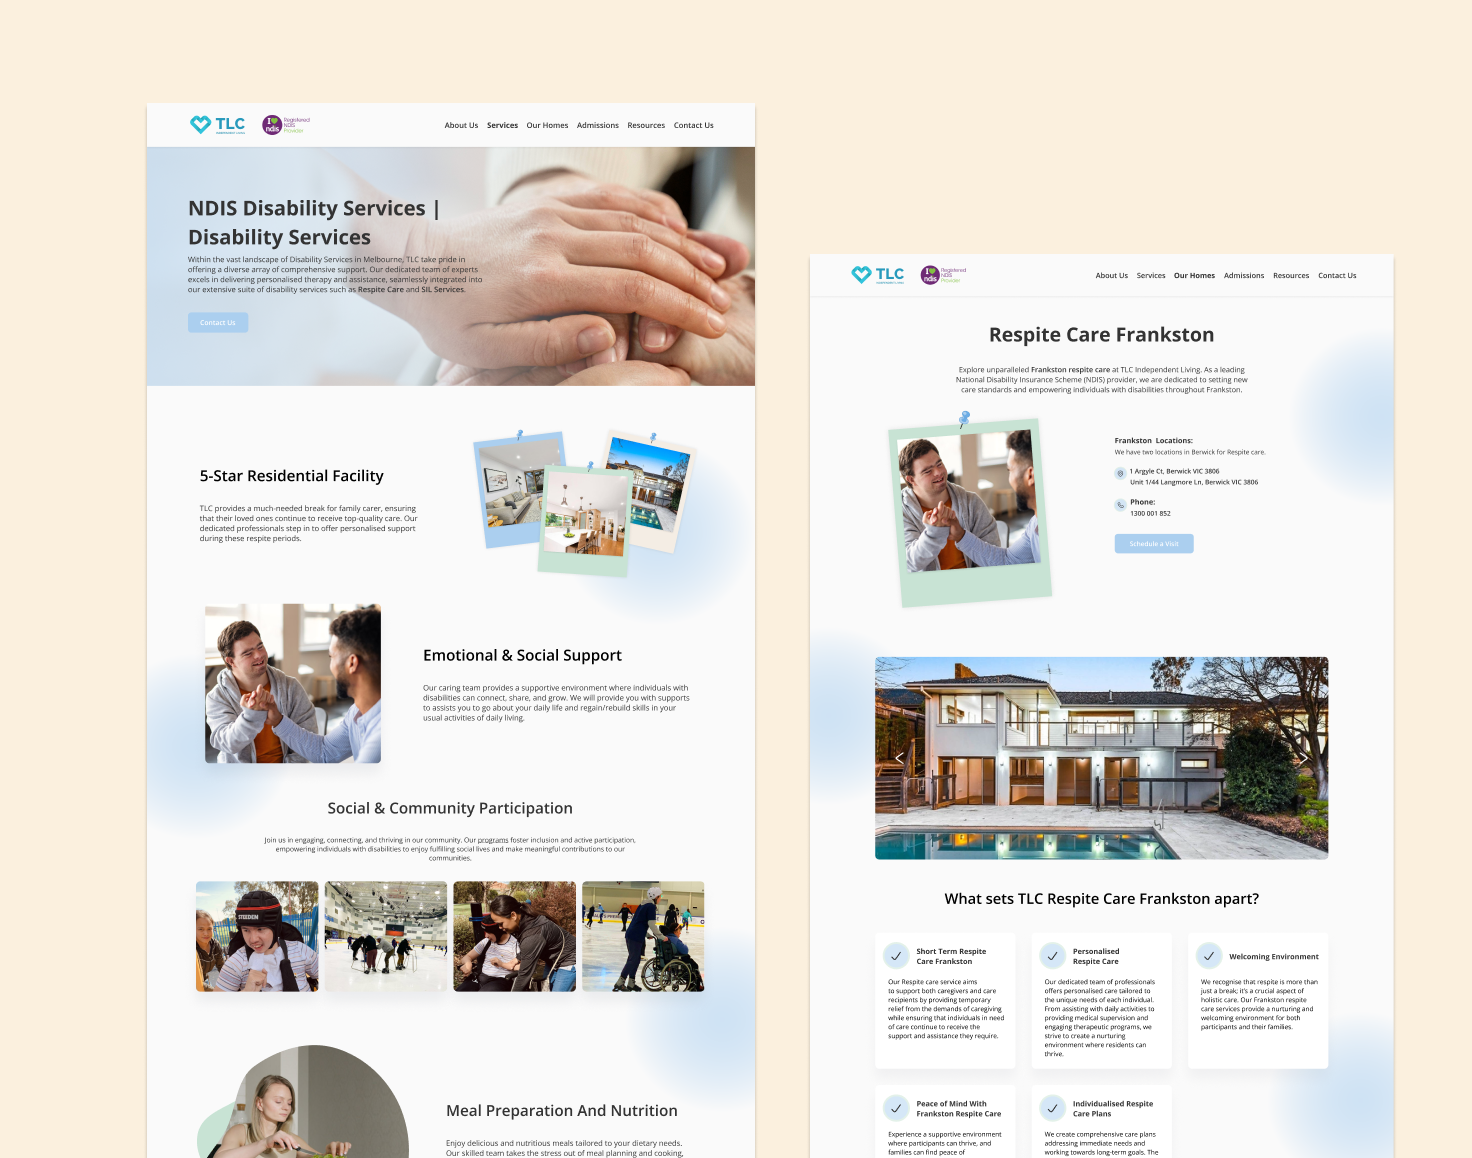 TLC
INDEPENDENT LIVING
I
ndis
Registered
NDIS
Provider
About Us Services Our Homes Admissions Resources Contact Us
NDIS Disability Services |
Disability Services
Within the vast landscape of Disability Services in Melbourne, TLC take pride in
offering a diverse array of comprehensive support. Our dedicated team of experts
excels in delivering personalised therapy and assistance, seamlessly integrated into
our extensive suite of disability services such as Respite Care and SIL Services.
Contact Us
5-Star Residential Facility
TLC provides a much-needed break for family carer, ensuring
that their loved ones continue to receive top-quality care. Our
dedicated professionals step in to offer personalised support
during these respite periods.
Emotional & Social Support
Our caring team provides a supportive environment where individuals with
disabilities can connect, share, and grow. We will provide you with supports
to assists you to go about your daily life and regain/rebuild skills in your
usual activities of daily living.
Social & Community Participation
Join us in engaging, connecting, and thriving in our community. Our programs foster inclusion and active participation,
empowering individuals with disabilities to enjoy fulfilling social lives and make meaningful contributions to our
communities.
STEEDEN
Meal Preparation And Nutrition
Enjoy delicious and nutritious meals tailored to your dietary needs.
Our skilled team takes the stress out of meal planning and cooking,
TLC
INDEPENDENT LIVING
I
ndis
Registered
NDIS
Provider
About Us Services Our Homes Admissions Resources Contact Us
Respite Care Frankston
Explore unparalleled Frankston respite care at TLC Independent Living. As a leading
National Disability Insurance Scheme (NDIS) provider, we are dedicated to setting new
care standards and empowering individuals with disabilities throughout Frankston.
Frankston Locations:
We have two locations in Berwick for Respite care.
1 Argyle Ct, Berwick VIC 3806
Unit 1/44 Langmore Ln, Berwick VIC 3806
Phone:
1300 001 852
Schedule a Visit
What sets TLC Respite Care Frankston apart?
Short Term Respite
Care Frankston
Our Respite care service aims
to support both caregivers and care
recipients by providing temporary
relief from the demands of caregiving
while ensuring that individuals in need
of care continue to receive the
support and assistance they require.
Personalised
Respite Care
Our dedicated team of professionals
offers personalised care tailored to
the unique needs of each individual.
From assisting with daily activities to
providing medical supervision and
engaging therapeutic programs, we
strive to create a nurturing
environment where residents can
thrive.
Welcoming Environment
We recognise that respite is more than
just a break; it's a crucial aspect of
holistic care. Our Frankston respite
care services provide a nurturing and
welcoming environment for both
participants and their families.
Peace of Mind With
Frankston Respite Care
Experience a supportive environment
where participants can thrive, and
families can find peace of
Individualised Respite
Care Plans
We create comprehensive care plans
addressing immediate needs and
working towards long-term goals. The